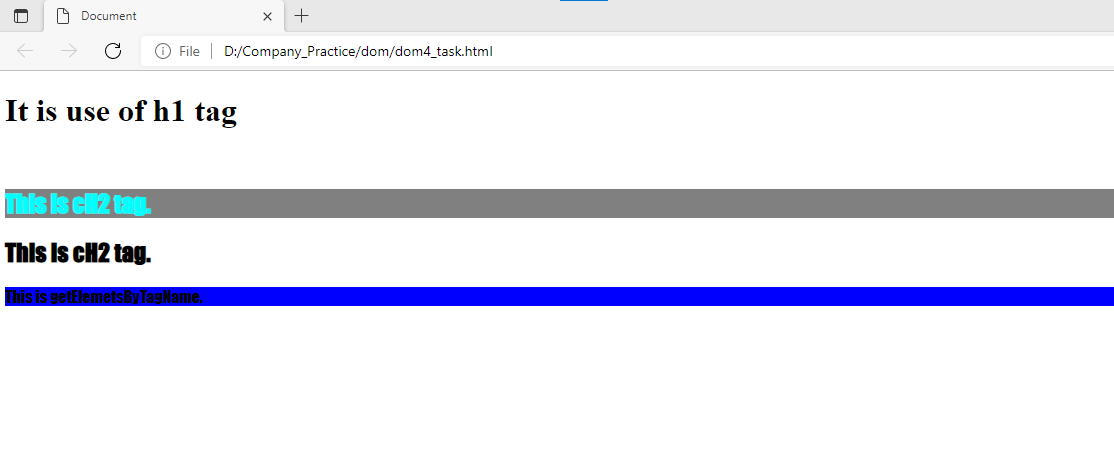 Document
File
D:/Company_Practice/dom/dom4_task.html
It is use of h1 tag
This is cH2 tag.
This is cH2 tag.
This is getElemetsByTagName.